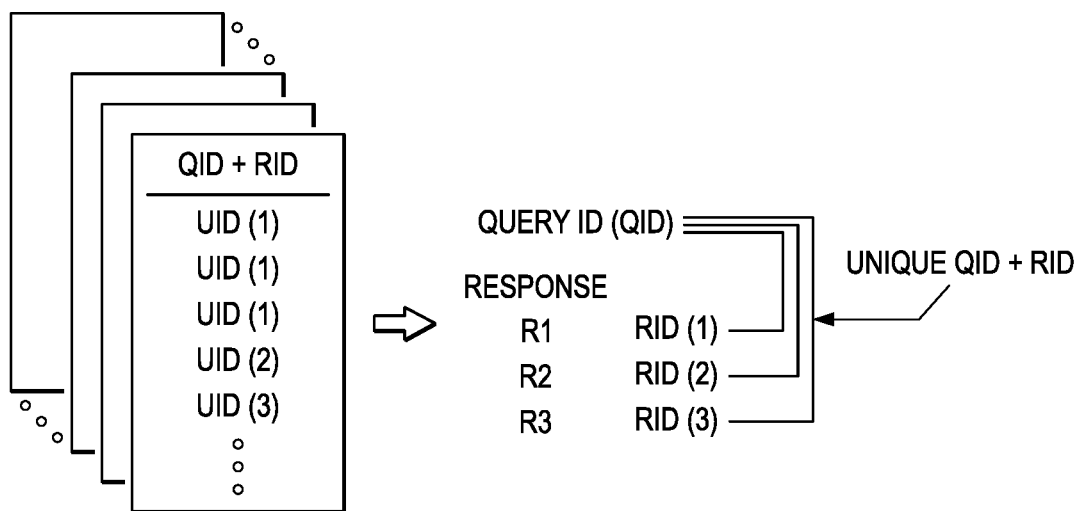 QID + RID
UID (1)
UID (1)
UID (1)
UID (2)
UID (3)
QUERY ID (QID)
UNIQUE QID + RID
RESPONSE
R1 RID (1)
R2 RID (2)
R3 RID (3)